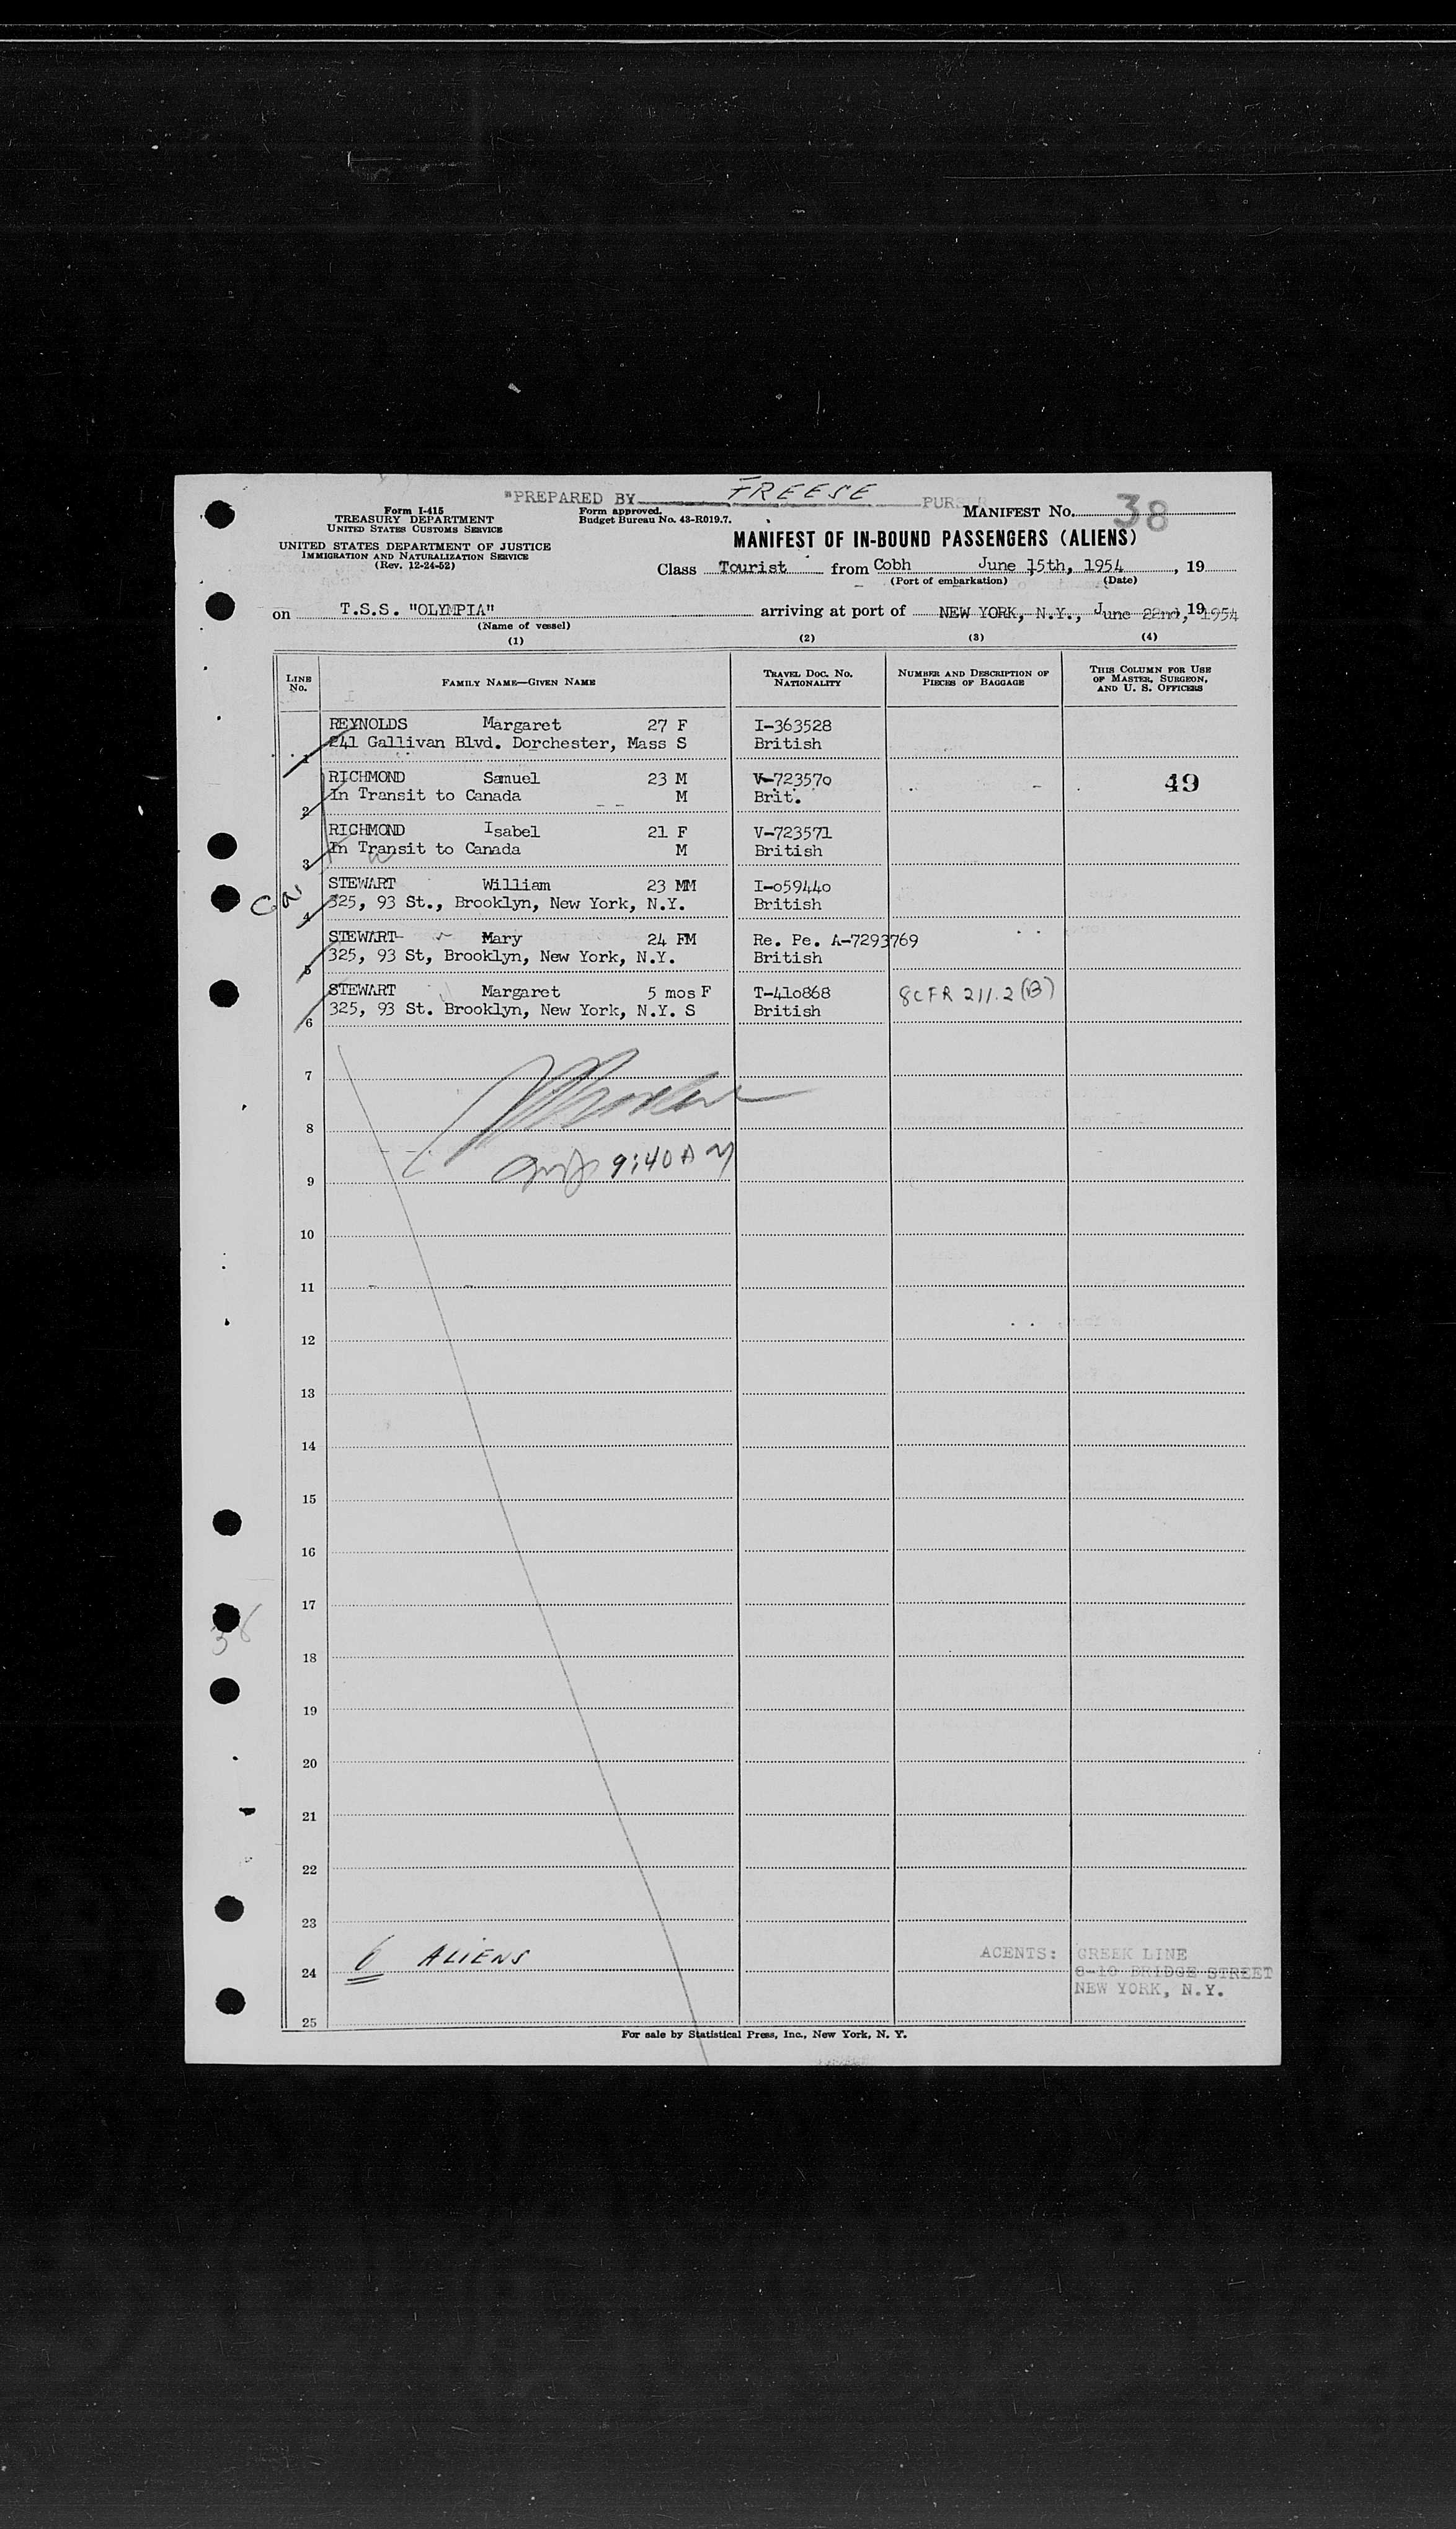 "PREPARED BY FREESE PURSER
Form I-415
TREASURY DEPARTMENT
UNITED STATES CUSTOMS SERVICE
Form approved.
Budget Bureau No. 43-R019.7.
MANIFEST No. 38
UNITED STATES DEPARTMENT OF JUSTICE
IMMIGRATION AND NATURALIZATION SERVICE
(Rev. 12-24-52)
MANIFEST OF IN-BOUND PASSENGERS (ALIENS)
Class Tourist from Cobh June 15th, 1954, 19
(Port of embarkation) (Date)
on T.S.S. "OLYMPIA" arriving at port of NEW YORK, N.Y., June 22nd, 19 1954
(Name of vessel)
(1) (2) (3) (4)
LINE No. FAMILY NAME—GIVEN NAME TRAVEL DOC. NO. NATIONALITY NUMBER AND DESCRIPTION OF PIECES OF BAGGAGE THIS COLUMN FOR USE OF MASTER, SURGEON, AND U. S. OFFICERS
REYNOLDS Margaret 27 F I-363528
1 241 Gallivan Blvd. Dorchester, Mass S British
RICHMOND Samuel 23 M V-723570 49
2 In Transit to Canada M Brit.
RICHMOND Isabel 21 F V-723571
3 In Transit to Canada M British
STEWART William 23 MM I-059440
4 325, 93 St., Brooklyn, New York, N.Y. British
STEWART Mary 24 FM Re. Pe. A-7293769
5 325, 93 St, Brooklyn, New York, N.Y. British
STEWART Margaret 5 mos F T-410868 8CFR 211.2(B)
6 325, 93 St. Brooklyn, New York, N.Y. S British
7
8
9:40 AM
9
10
11
12
13
14
15
16
17
18
19
20
21
22
23
6 ALIENS AGENTS: GREEK LINE
24 8-10 BRIDGE STREET
NEW YORK, N.Y.
25
For sale by Statistical Press, Inc., New York, N. Y.